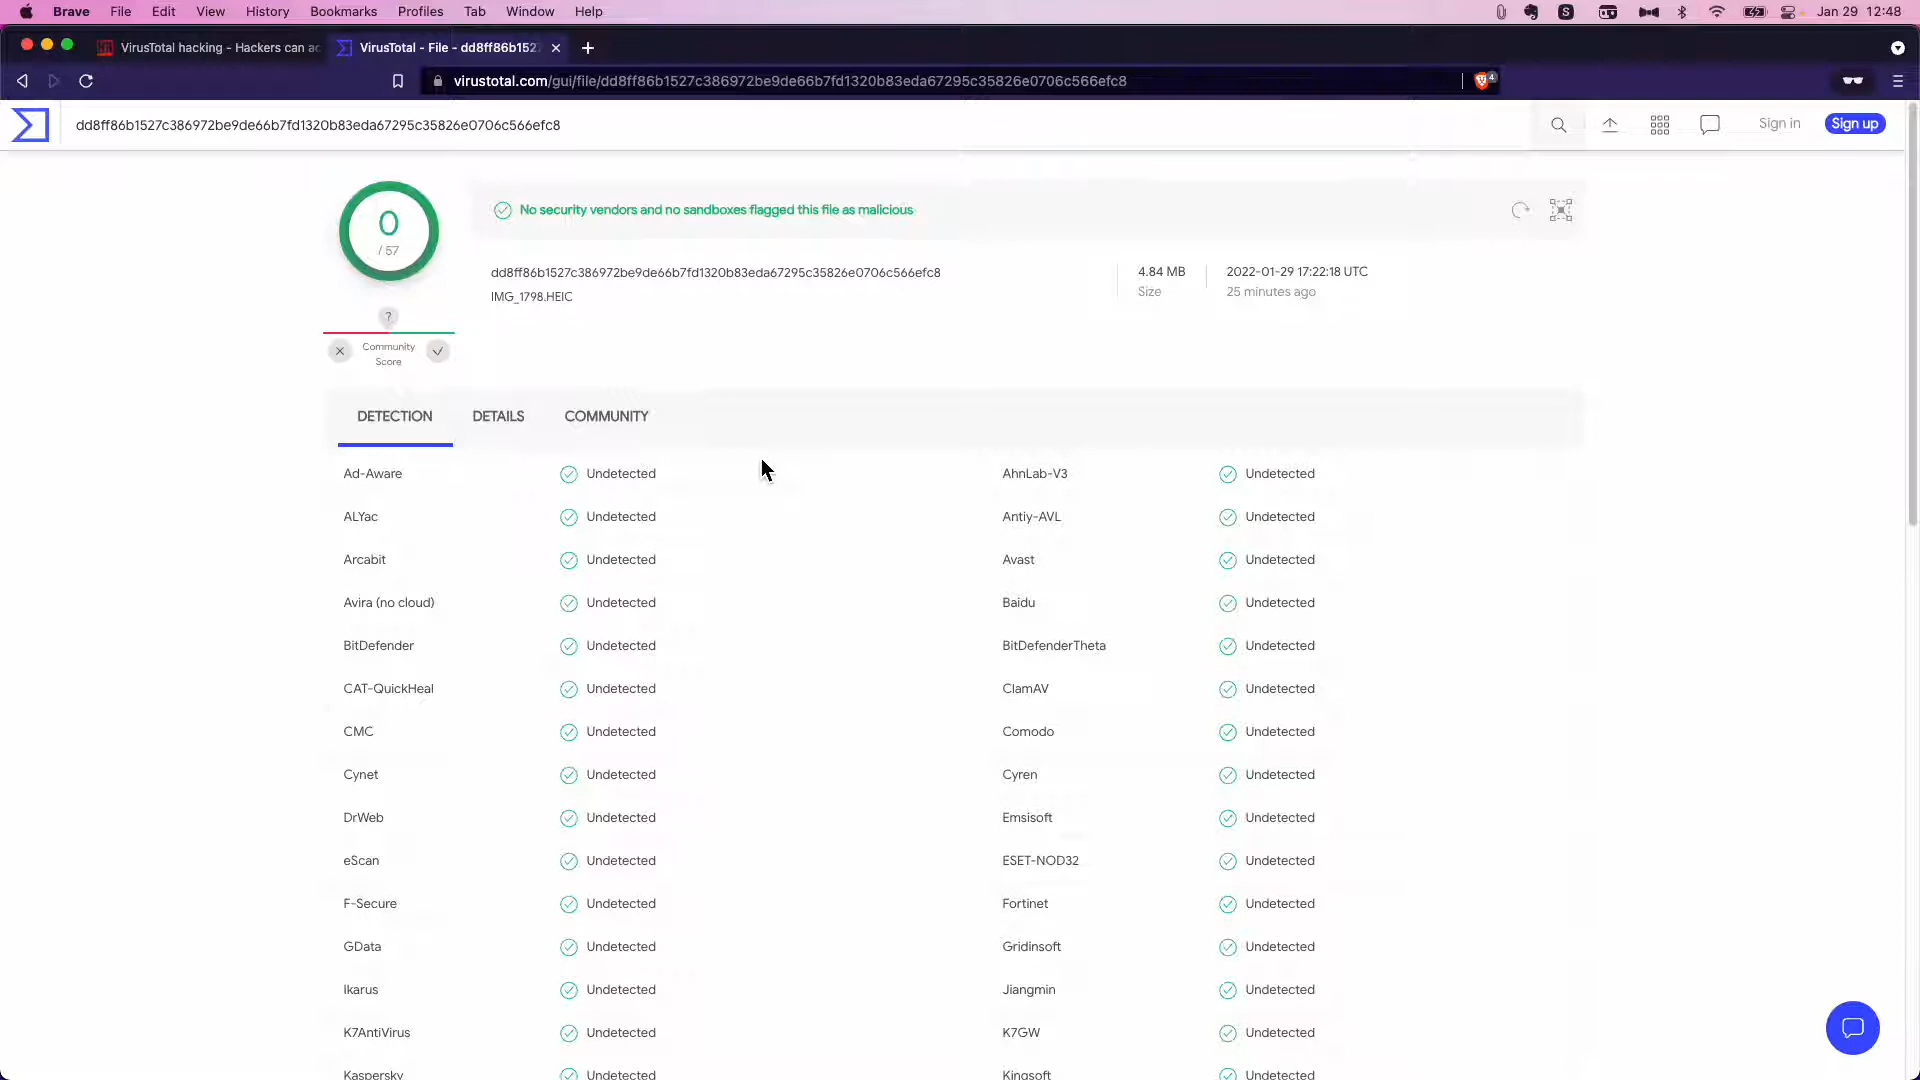 Brave File Edit View History Bookmarks Profiles Tab Window Help Jan 29 12:48
VirusTotal hacking - Hackers can ac VirusTotal - File - dd8ff86b152
virustotal.com/gui/file/dd8ff86b1527c386972be9de66b7fd1320b83eda67295c35826e0706c566efc8 4
dd8ff86b1527c386972be9de66b7fd1320b83eda67295c35826e0706c566efc8 Sign in Sign up
0
/ 57
No security vendors and no sandboxes flagged this file as malicious
dd8ff86b1527c386972be9de66b7fd1320b83eda67295c35826e0706c566efc8
IMG_1798.HEIC
4.84 MB
Size
2022-01-29 17:22:18 UTC
25 minutes ago
?
Community
Score
DETECTION DETAILS COMMUNITY
Ad-Aware Undetected AhnLab-V3 Undetected
ALYac Undetected Antiy-AVL Undetected
Arcabit Undetected Avast Undetected
Avira (no cloud) Undetected Baidu Undetected
BitDefender Undetected BitDefenderTheta Undetected
CAT-QuickHeal Undetected ClamAV Undetected
CMC Undetected Comodo Undetected
Cynet Undetected Cyren Undetected
DrWeb Undetected Emsisoft Undetected
eScan Undetected ESET-NOD32 Undetected
F-Secure Undetected Fortinet Undetected
GData Undetected Gridinsoft Undetected
Ikarus Undetected Jiangmin Undetected
K7AntiVirus Undetected K7GW Undetected
Kaspersky Undetected Kingsoft Undetected